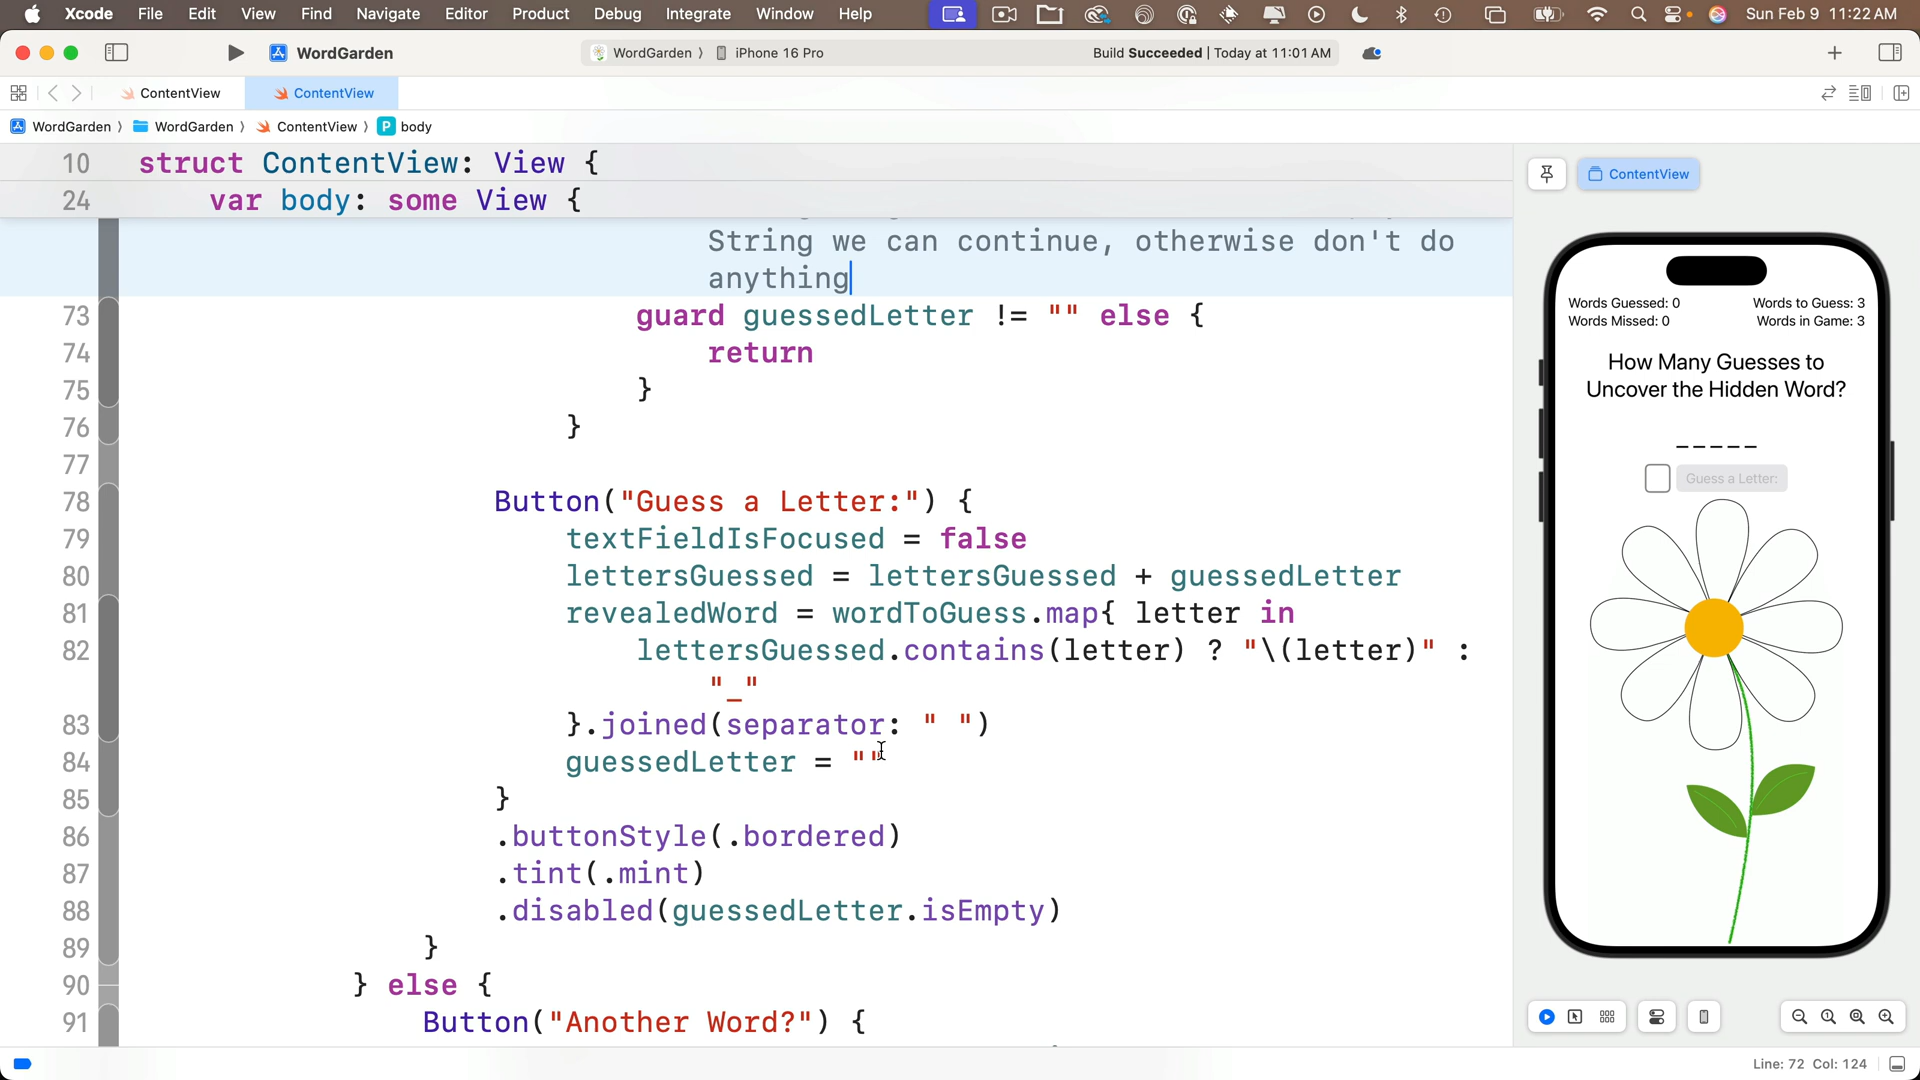 Xcode File Edit View Find Navigate Editor Product Debug Integrate Window Help Sun Feb 9 11:22 AM
WordGarden WordGarden iPhone 16 Pro Build Succeeded | Today at 11:01 AM
ContentView ContentView
WordGarden WordGarden ContentView P body
10 struct ContentView: View {
24 var body: some View {
String we can continue, otherwise don't do
anything
73 guard guessedLetter != "" else {
74 return
75 }
76 }
77
78 Button("Guess a Letter:") {
79 textFieldIsFocused = false
80 lettersGuessed = lettersGuessed + guessedLetter
81 revealedWord = wordToGuess.map{ letter in
82 lettersGuessed.contains(letter) ? "\(letter)" :
"_"
83 }.joined(separator: " ")
84 guessedLetter = ""
85 }
86 .buttonStyle(.bordered)
87 .tint(.mint)
88 .disabled(guessedLetter.isEmpty)
89 }
90 } else {
91 Button("Another Word?") {
ContentView
Words Guessed: 0 Words to Guess: 3
Words Missed: 0 Words in Game: 3
How Many Guesses to
Uncover the Hidden Word?
_ _ _ _ _
Guess a Letter:
Line: 72 Col: 124